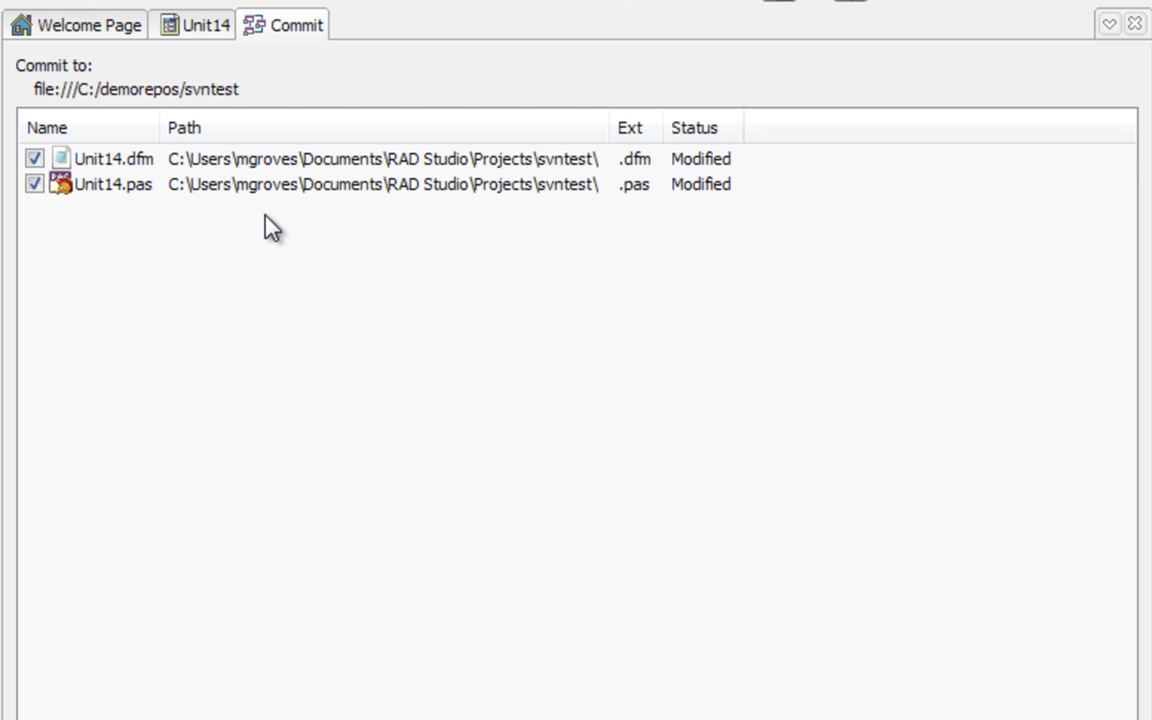 Welcome Page Unit14 Commit
Commit to:
file:///C:/demorepos/svntest
Name Path Ext Status
Unit14.dfm C:\Users\mgroves\Documents\RAD Studio\Projects\svntest\ .dfm Modified
Unit14.pas C:\Users\mgroves\Documents\RAD Studio\Projects\svntest\ .pas Modified